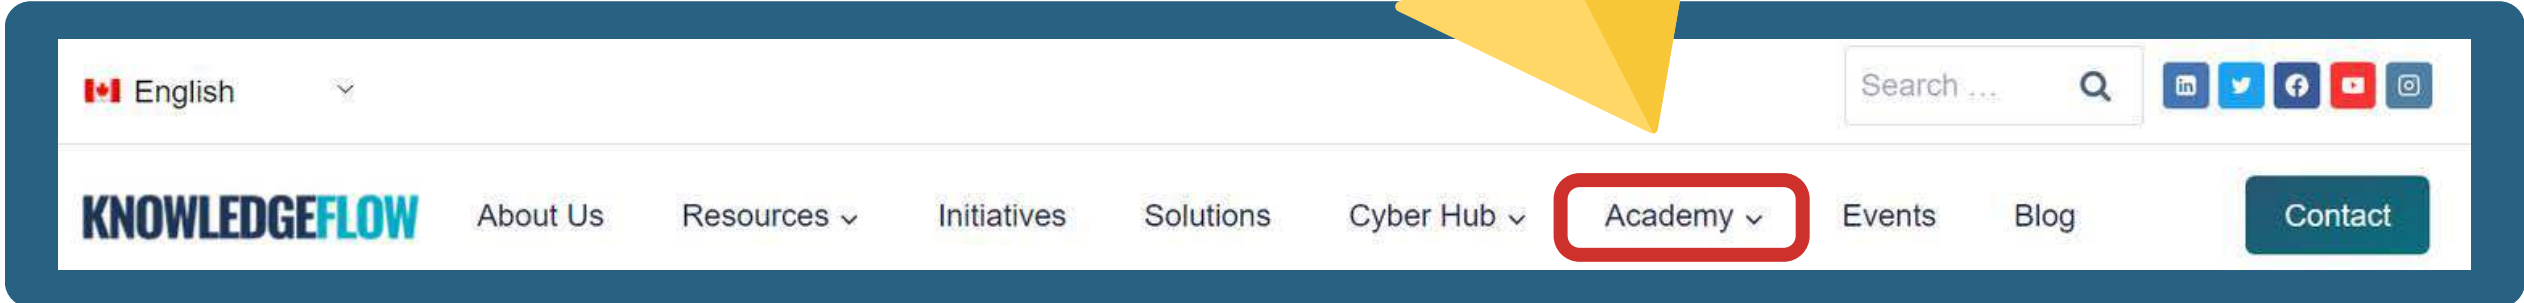 English
Search ...
KNOWLEDGEFLOW About Us Resources Initiatives Solutions Cyber Hub Academy Events Blog Contact